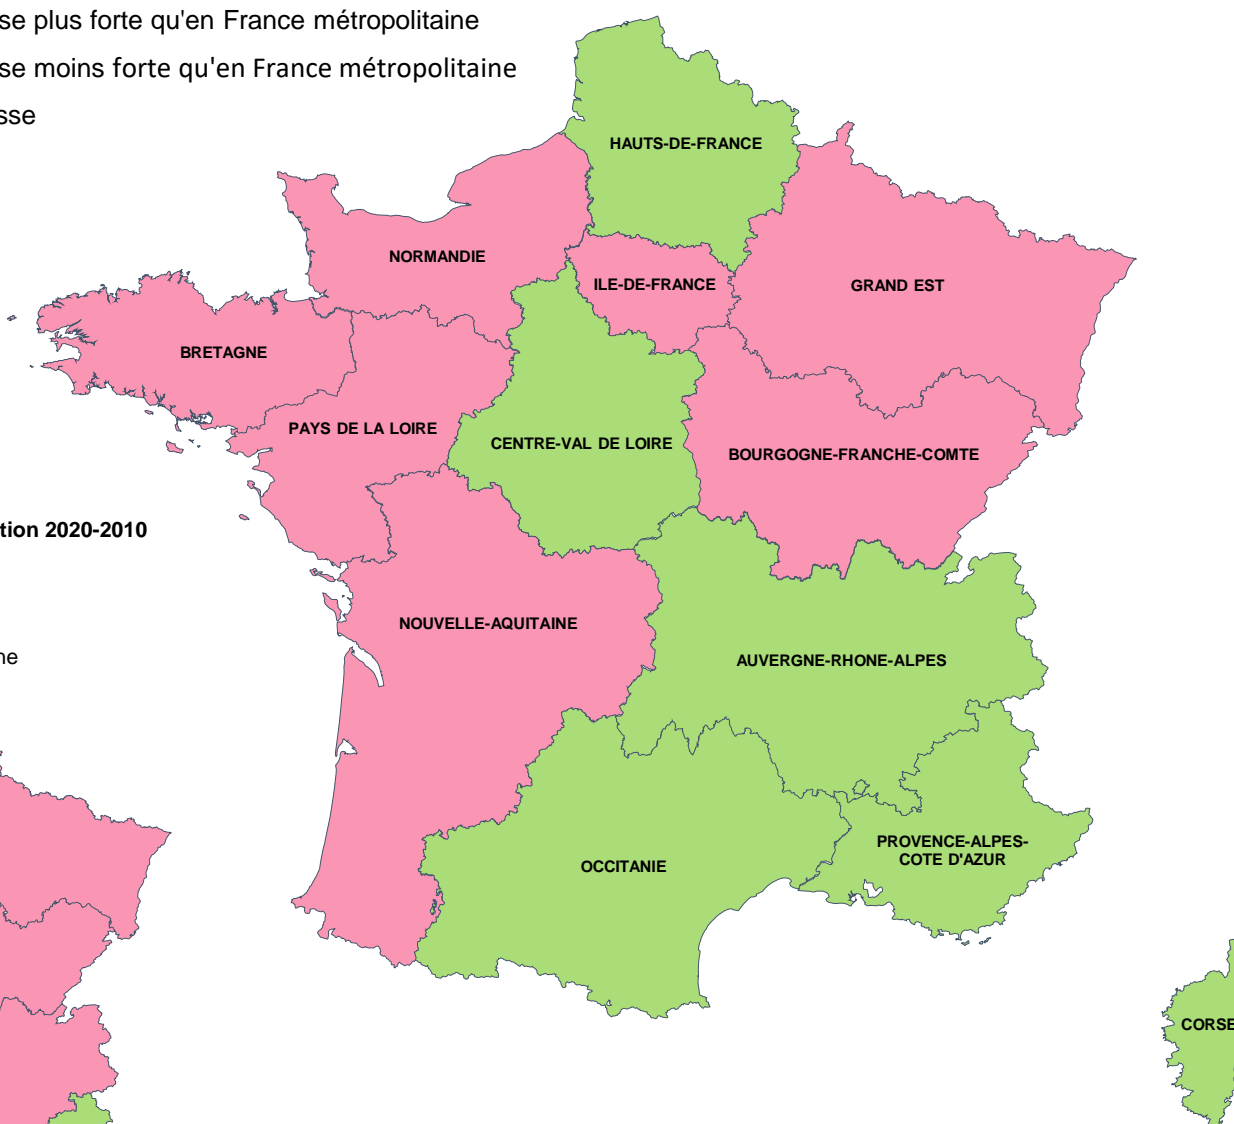 se plus forte qu'en France métropolitaine
se moins forte qu'en France métropolitaine
sse
HAUTS-DE-FRANCE
NORMANDIE
ILE-DE-FRANCE
GRAND EST
BRETAGNE
PAYS DE LA LOIRE
CENTRE-VAL DE LOIRE
BOURGOGNE-FRANCHE-COMTE
tion 2020-2010
NOUVELLE-AQUITAINE
ne
AUVERGNE-RHONE-ALPES
PROVENCE-ALPES-
COTE D'AZUR
OCCITANIE
CORSE